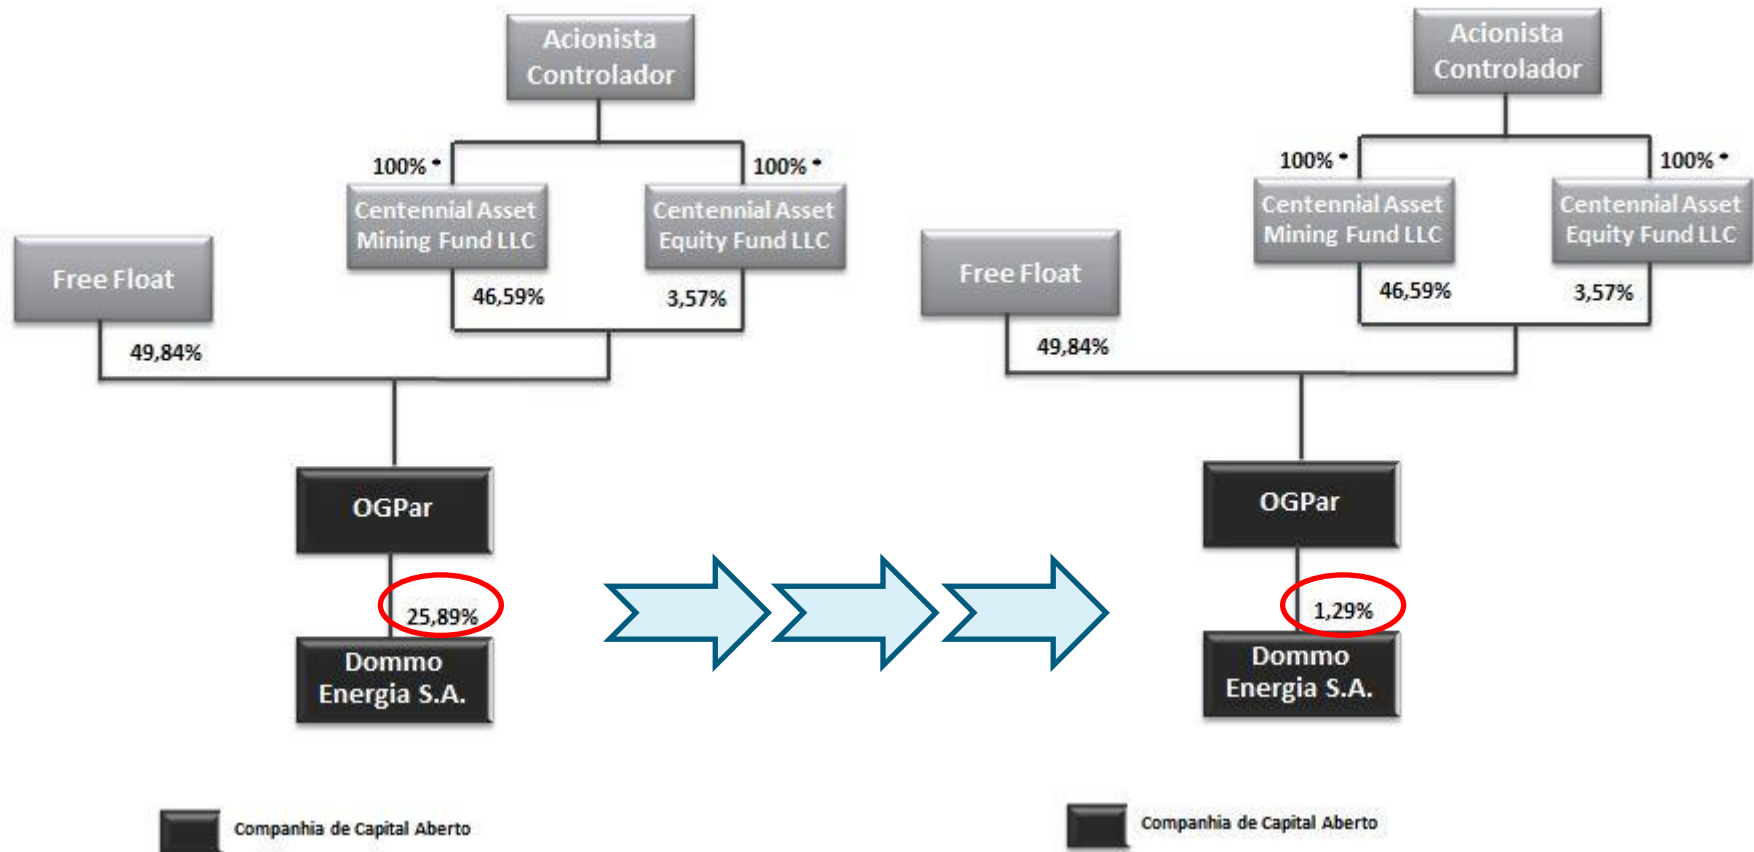 Acionista
Controlador
100% *
100% *
Centennial Asset
Mining Fund LLC
Centennial Asset
Equity Fund LLC
Free Float
46,59%
3,57%
49,84%
OGPar
25,89%
Dommo
Energia S.A.
Companhia de Capital Aberto
Acionista
Controlador
100% *
100% *
Centennial Asset
Mining Fund LLC
Centennial Asset
Equity Fund LLC
Free Float
46,59%
3,57%
49,84%
OGPar
1,29%
Dommo
Energia S.A.
Companhia de Capital Aberto